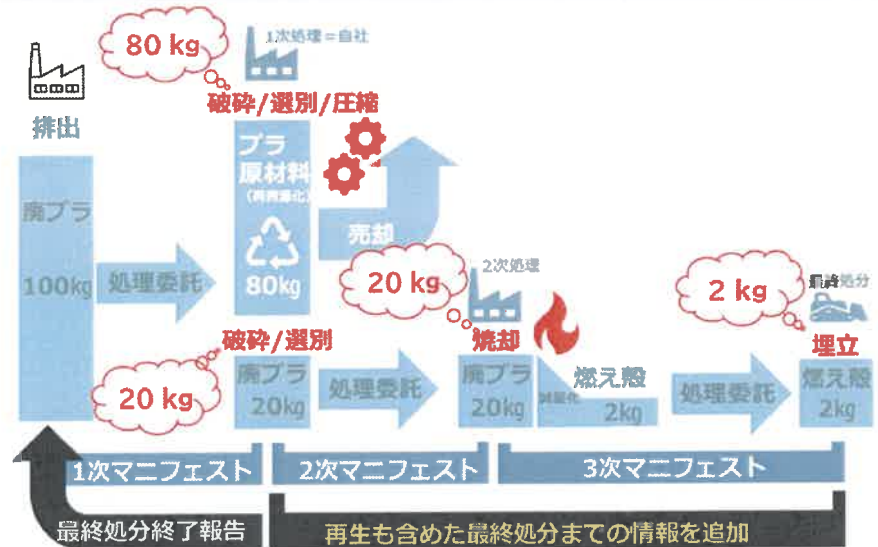 80 kg
1次処理=自社
破砕/選別/圧縮
排出
プラ
原材料
(再資源化)
80kg
売却
廃プラ
100kg
処理委託
20 kg
2次処理
焼却
2 kg
最終処分
埋立
破砕/選別
20 kg
廃プラ
20kg
処理委託
廃プラ
20kg
減量化
燃え殻
2kg
処理委託
燃え殻
2kg
1次マニフェスト
2次マニフェスト
3次マニフェスト
最終処分終了報告
再生も含めた最終処分までの情報を追加